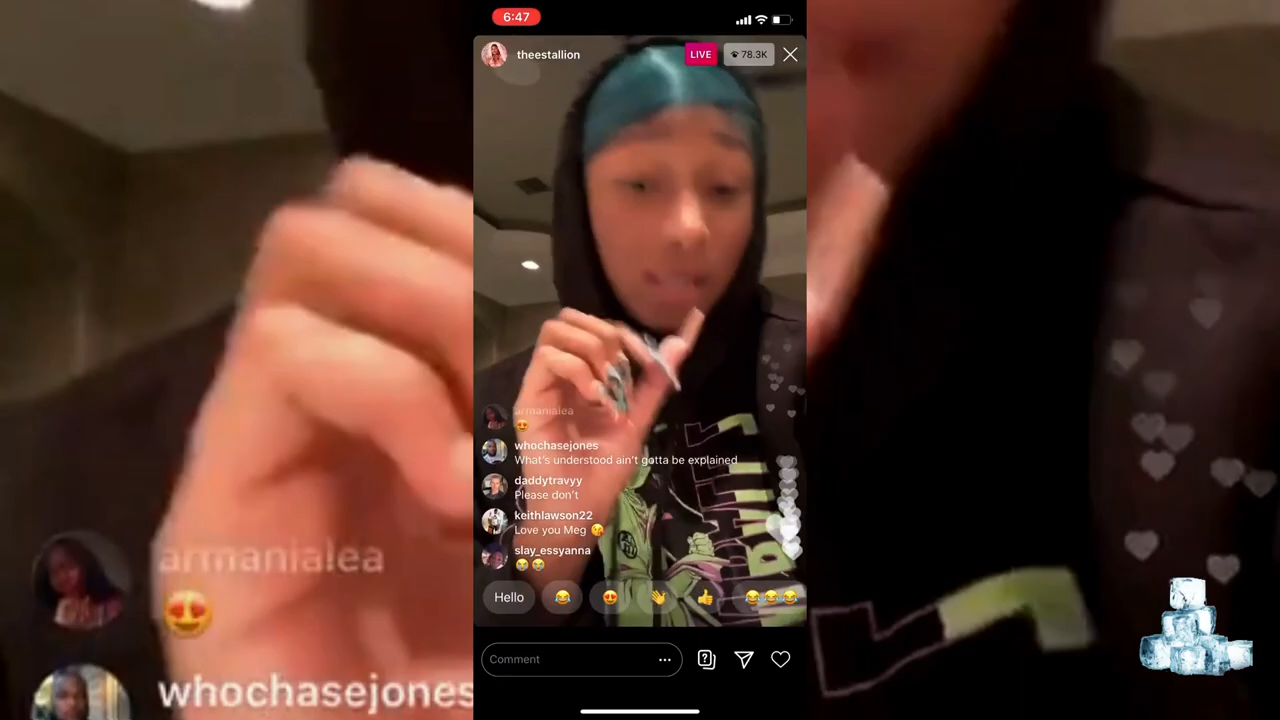 6:47
theestallion
LIVE
78.3K
armanialea
😍
whochasejones
What's understood ain't gotta be explained
daddytravyy
Please don't
keithlawson22
Love you Meg 😘
slay_essyanna
😭😭
Hello 😂 😍 👋 👍 😂😂😂
Comment
armanialea
😍
whochasejones